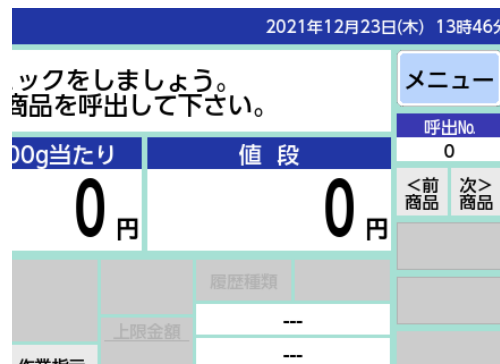 2021年12月23日(木) 13時46分
ックをしましょう。
商品を呼出して下さい。
メニュー
呼出No.
0
00g当たり
値 段
<前
商品
次>
商品
0 円
0 円
履歴種類
---
上限金額
---
作業指示